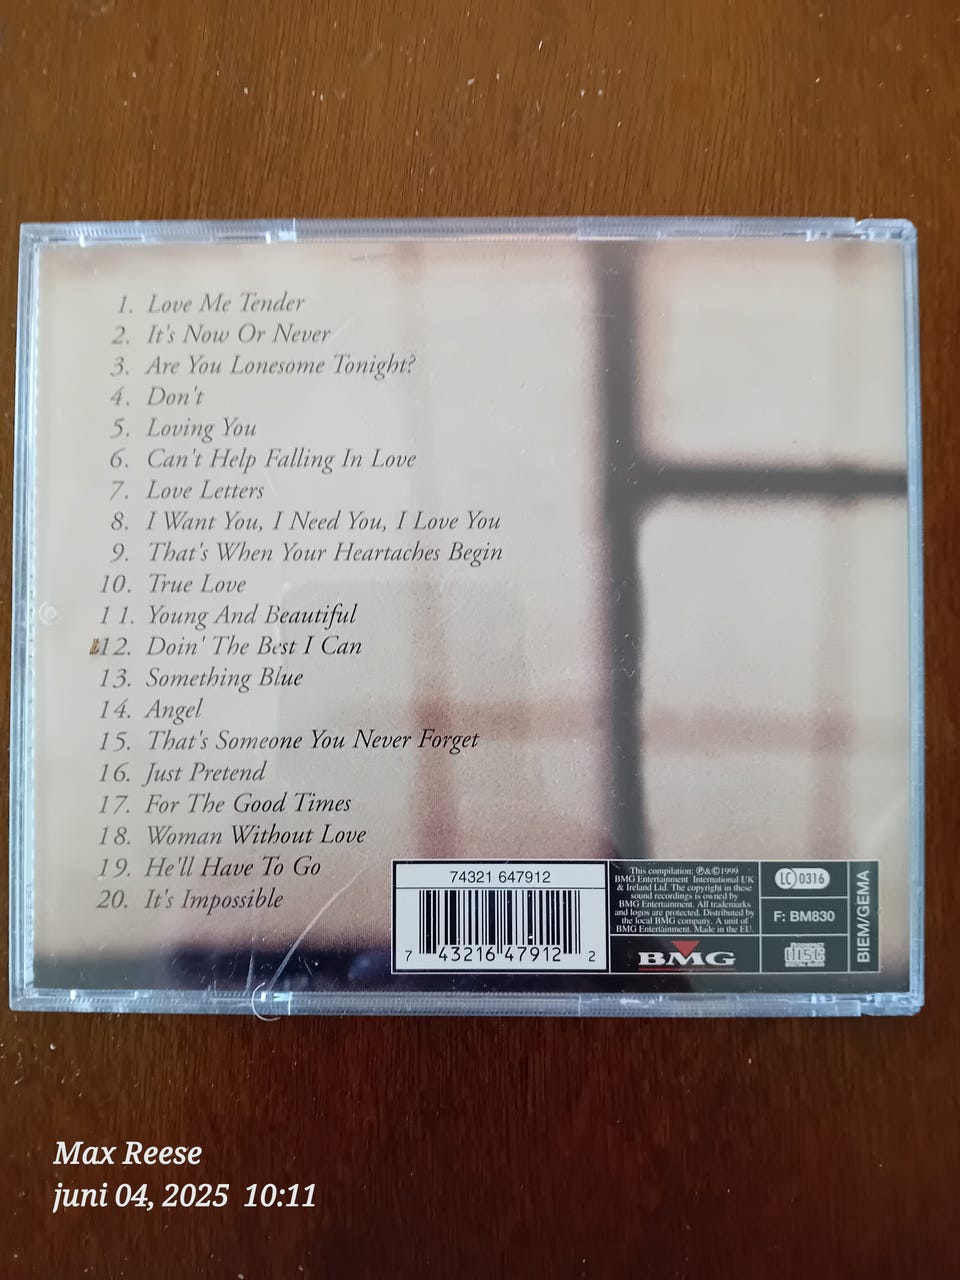 1. Love Me Tender
2. It's Now Or Never
3. Are You Lonesome Tonight?
4. Don't
5. Loving You
6. Can't Help Falling In Love
7. Love Letters
8. I Want You, I Need You, I Love You
9. That's When Your Heartaches Begin
10. True Love
11. Young And Beautiful
12. Doin' The Best I Can
13. Something Blue
14. Angel
15. That's Someone You Never Forget
16. Just Pretend
17. For The Good Times
18. Woman Without Love
19. He'll Have To Go
20. It's Impossible
74321 647912
7 43216 47912 2
This compilation: ℗&©1999
BMG Entertainment International UK
& Ireland Ltd. The copyright in these
sound recordings is owned by
BMG Entertainment. All trademarks
and logos are protected. Distributed by
the local BMG company. A unit of
BMG Entertainment. Made in the EU.
BMG
LC 0316
F: BM830
COMPACT
disc
DIGITAL AUDIO
BIEM/GEMA
Max Reese
juni 04, 2025 10:11